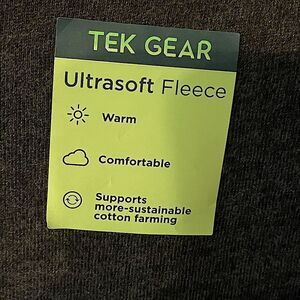 TEK GEAR
Ultrasoft Fleece
Warm
Comfortable
Supports
more-sustainable
cotton farming